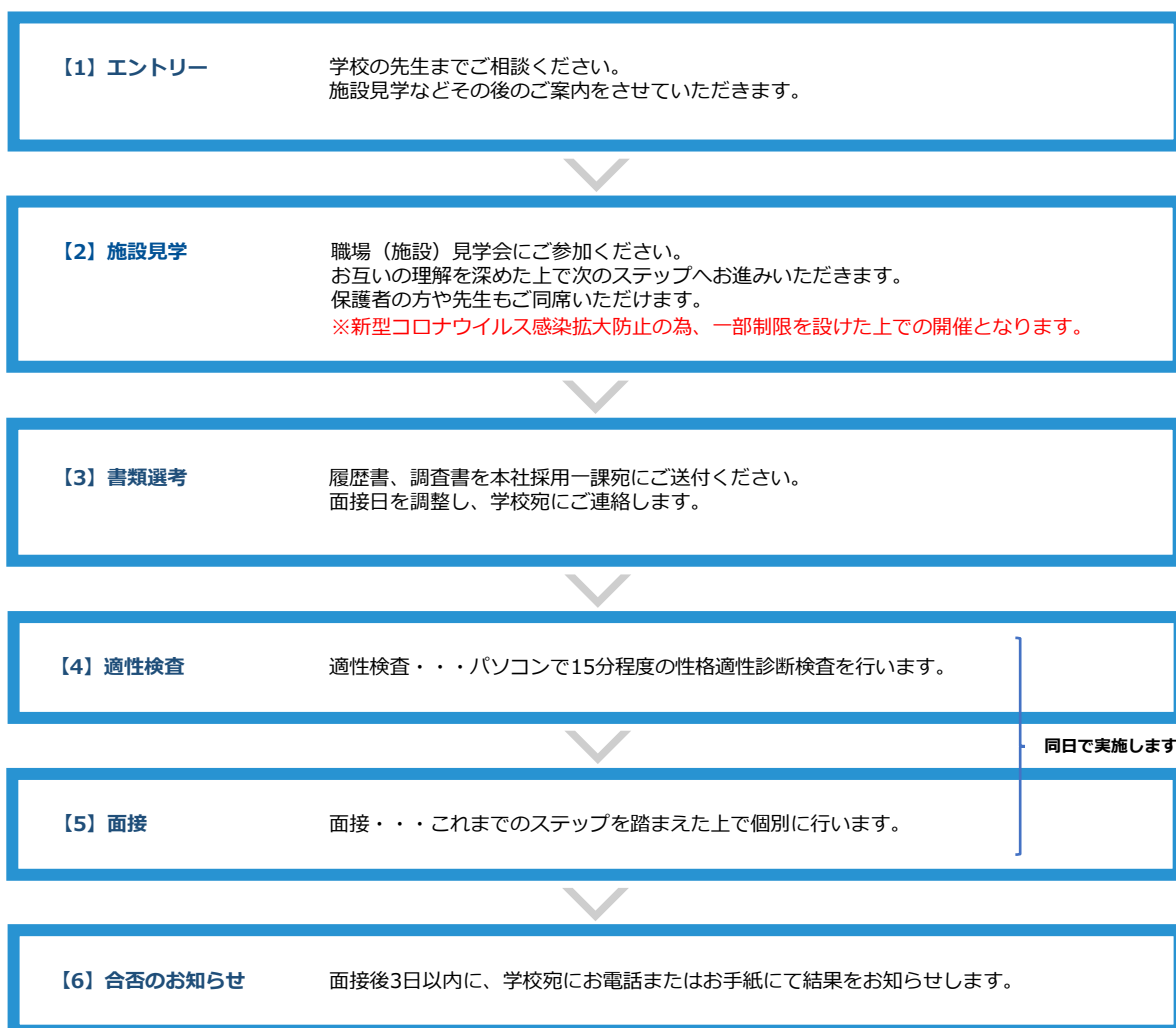 【1】エントリー
学校の先生までご相談ください。
施設見学などその後のご案内をさせていただきます。
【2】施設見学
職場（施設）見学会にご参加ください。
お互いの理解を深めた上で次のステップへお進みいただきます。
保護者の方や先生もご同席いただけます。
※新型コロナウイルス感染拡大防止の為、一部制限を設けた上での開催となります。
【3】書類選考
履歴書、調査書を本社採用一課宛にご送付ください。
面接日を調整し、学校宛にご連絡します。
【4】適性検査
適性検査・・・パソコンで15分程度の性格適性診断検査を行います。
同日で実施します
【5】面接
面接・・・これまでのステップを踏まえた上で個別に行います。
【6】合否のお知らせ
面接後3日以内に、学校宛にお電話またはお手紙にて結果をお知らせします。